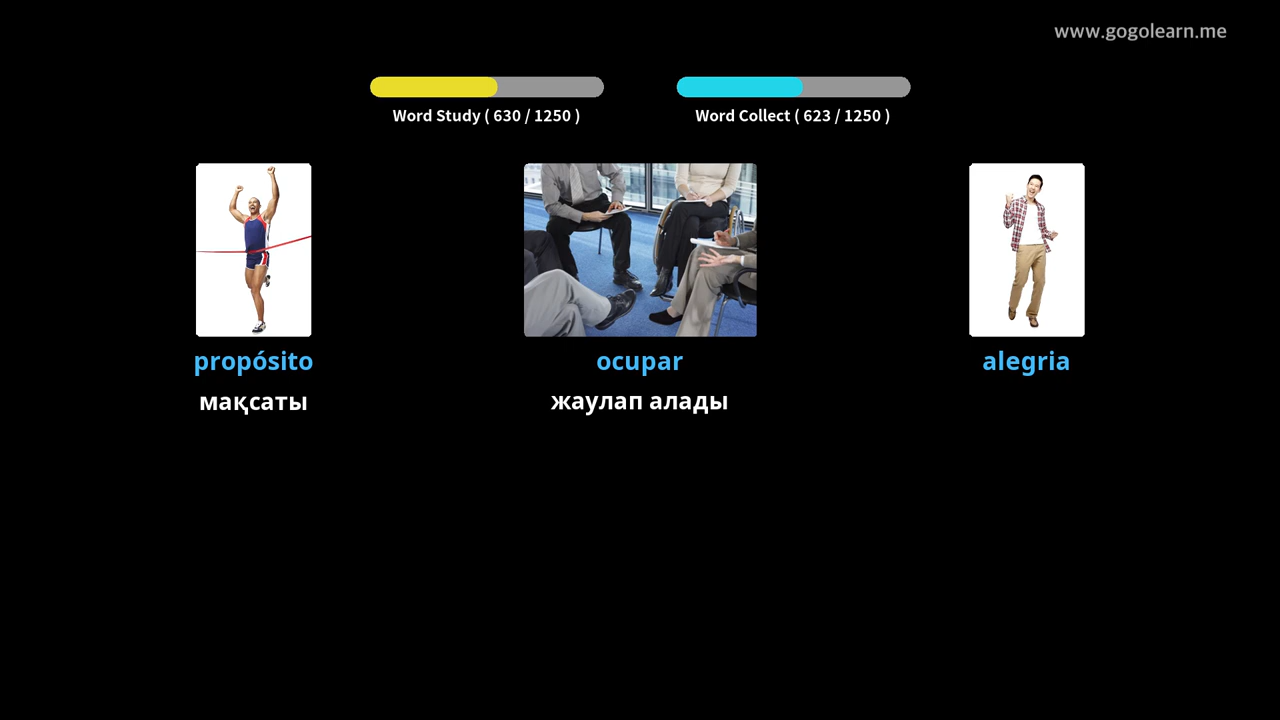 www.gogolearn.me
Word Study ( 630 / 1250 )
Word Collect ( 623 / 1250 )
propósito
ocupar
alegria
мақсаты
жаулап алады